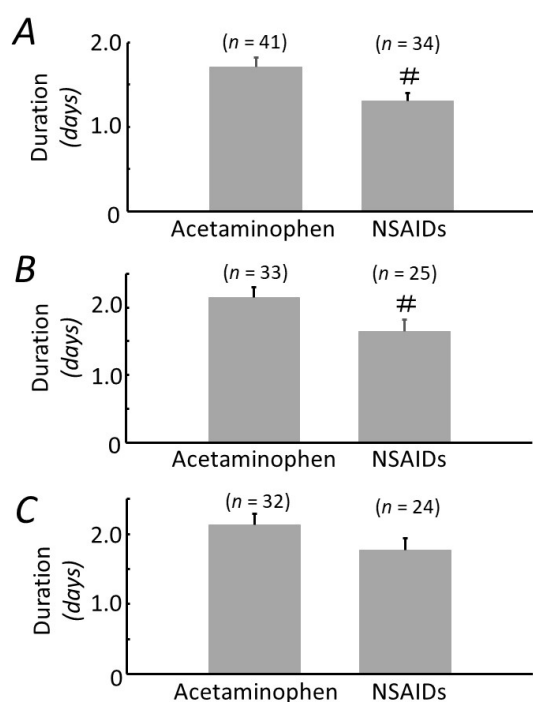 A
(n = 41)
(n = 34)
#
2.0
1.0
0
Duration
(days)
Acetaminophen
NSAIDs
B
(n = 33)
(n = 25)
#
2.0
1.0
0
Duration
(days)
Acetaminophen
NSAIDs
C
(n = 32)
(n = 24)
2.0
1.0
0
Duration
(days)
Acetaminophen
NSAIDs